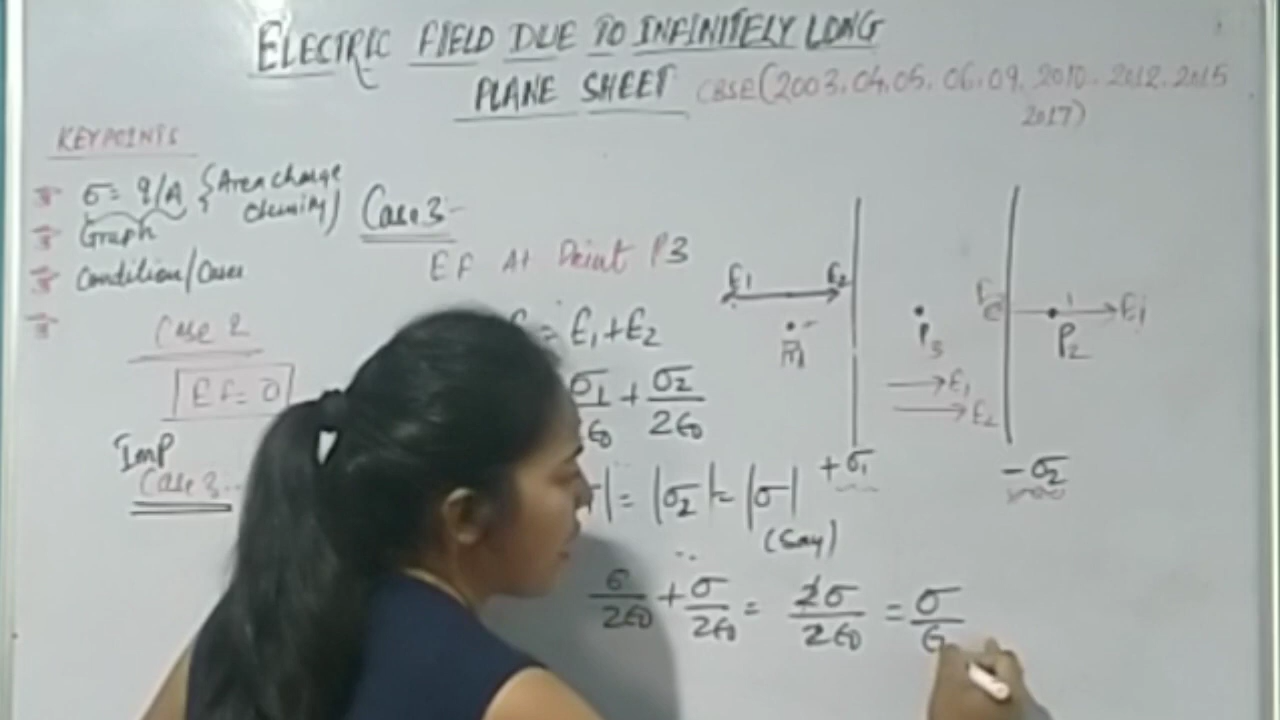 ELECTRIC FIELD DUE TO INFINITELY LONG
PLANE SHEET CBSE(2003,04,05,06,09,2010,2012,2015
2017)
KEYPOINTS
σ = q/A {Area charge
density)
Graph
Condition/Cases
Case 2
EF = 0
Imp
Case 3
Case 3-
EF At Point P3
= E1 + E2
σ1 + σ2
ε0 2ε0
| = |σ2| = |σ|
(Say)
σ/2ε0 + σ/2ε0 = 2σ/2ε0 = σ/ε
E1 E2
P1
P3
E1
E2
E1
P2
+σ1
-σ2